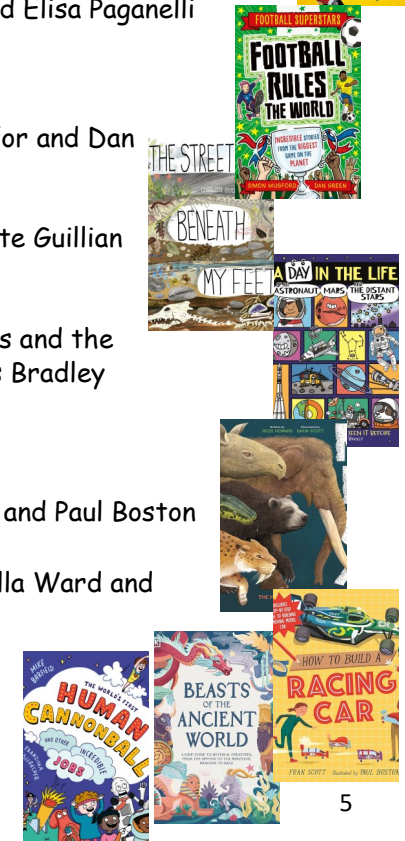 d Elisa Paganelli
FOOTBALL SUPERSTARS
FOOTBALL
RULES
THE WORLD
INCREDIBLE STORIES
FROM THE BIGGEST
GAME ON THE
PLANET
SIMON MUGFORD
DAN GREEN
or and Dan
THE STREET
BENEATH
MY FEET
te Guillian
A DAY IN THE LIFE
ASTRONAUT
MARS
THE DISTANT
STARS
s and the
Bradley
and Paul Boston
lla Ward and
HOW TO BUILD A
RACING
CAR
FRAN SCOTT
Illustrated by PAUL BOSTON
BEASTS
OF THE
ANCIENT
WORLD
MIKE
BARFIELD
THE WORLD'S FIRST
HUMAN
CANNONBALL
AND OTHER
INCREDIBLE
JOBS
5